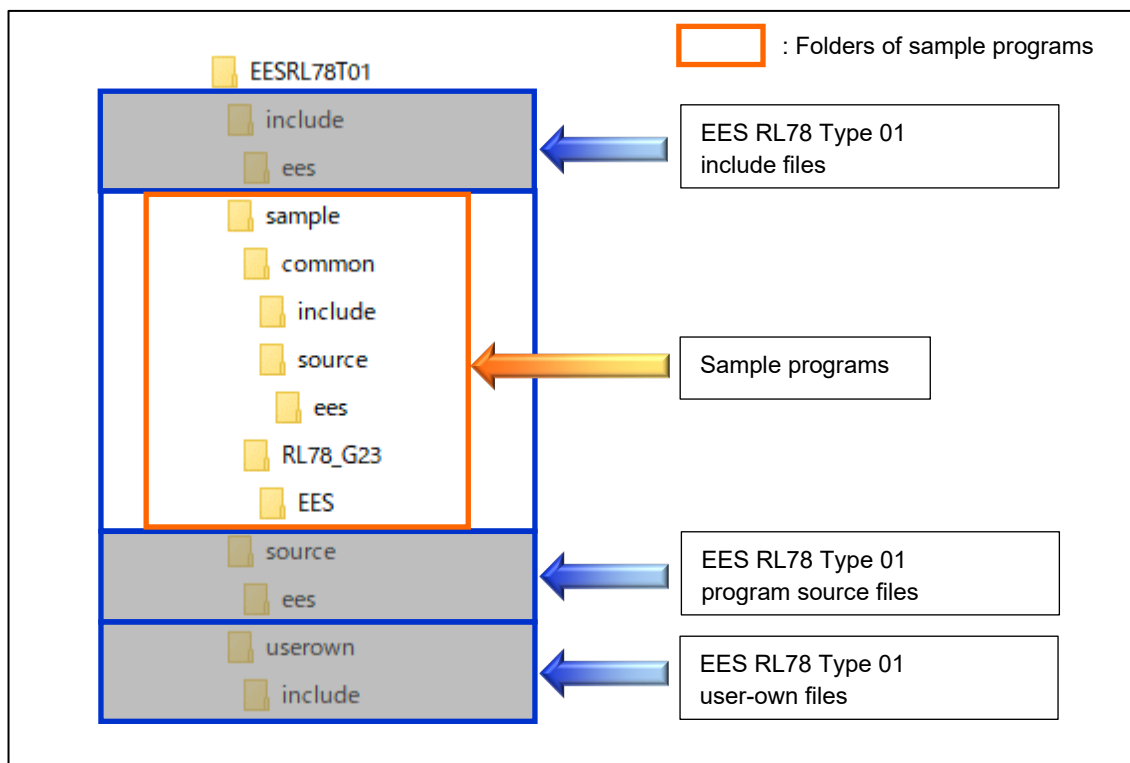 : Folders of sample programs
EESRL78T01
include
ees
EES RL78 Type 01
include files
sample
common
include
source
ees
RL78_G23
EES
Sample programs
source
ees
EES RL78 Type 01
program source files
userown
include
EES RL78 Type 01
user-own files